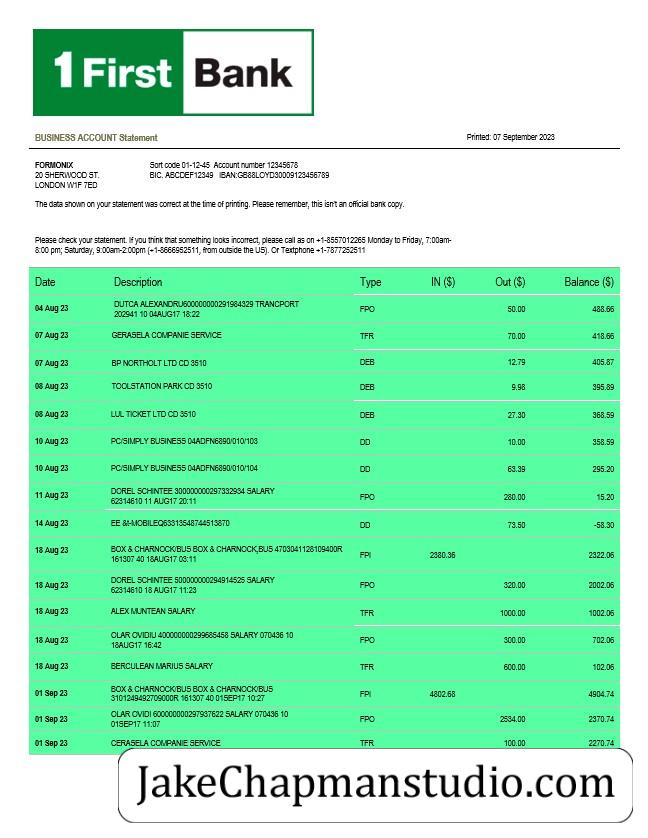 1 First Bank
BUSINESS ACCOUNT Statement Printed: 07 September 2023
FORMONIX Sort code 01-12-45 Account number 12345678
20 SHERWOOD ST. BIC. ABCDEF12349 IBAN:GB88LOYD30009123456789
LONDON W1F 7ED
The data shown on your statement was correct at the time of printing. Please remember, this isn't an official bank copy.
Please check your statement. If you think that something looks incorrect, please call as on +1-8557012265 Monday to Friday, 7:00am-
8:00 pm; Saturday, 9:00am-2:00pm (+1-8666952511, from outside the US). Or Textphone +1-7877252511
Date Description Type IN ($) Out ($) Balance ($)
04 Aug 23 DUTCA ALEXANDRU600000000291984329 TRANCPORT FPO 50.00 488.66
202941 10 04AUG17 18:22
07 Aug 23 GERASELA COMPANIE SERVICE TFR 70.00 418.66
07 Aug 23 BP NORTHOLT LTD CD 3510 DEB 12.79 405.87
08 Aug 23 TOOLSTATION PARK CD 3510 DEB 9.98 395.89
08 Aug 23 LUL TICKET LTD CD 3510 DEB 27.30 368.59
10 Aug 23 PC/SIMPLY BUSINESS 04ADFN6890/010/103 DD 10.00 358.59
10 Aug 23 PC/SIMPLY BUSINESS 04ADFN6890/010/104 DD 63.39 295.20
11 Aug 23 DOREL SCHINTEE 300000000297332934 SALARY FPO 280.00 15.20
62314610 11 AUG17 20:11
14 Aug 23 EE &t-MOBILEQ63313548744513870 DD 73.50 -58.30
18 Aug 23 BOX & CHARNOCK/BUS BOX & CHARNOCK,BUS 4703041128109400R FPI 2380.36 2322.06
161307 40 18AUG17 03:11
18 Aug 23 DOREL SCHINTEE 500000000294914525 SALARY FPO 320.00 2002.06
62314610 18 AUG17 11:23
18 Aug 23 ALEX MUNTEAN SALARY TFR 1000.00 1002.06
18 Aug 23 OLAR OVIDIU 400000000299685458 SALARY 070436 10 FPO 300.00 702.06
18AUG17 16:42
18 Aug 23 BERCULEAN MARIUS SALARY TFR 600.00 102.06
01 Sep 23 BOX & CHARNOCK/BUS BOX & CHARNOCK/BUS FPI 4802.68 4904.74
3101249492709000R 161307 40 01SEP17 10:27
01 Sep 23 OLAR OVIDI 600000000297937622 SALARY 070436 10 FPO 2534.00 2370.74
01SEP17 11:07
01 Sep 23 CERASELA COMPANIE SERVICE TFR 100.00 2270.74
JakeChapmanstudio.com